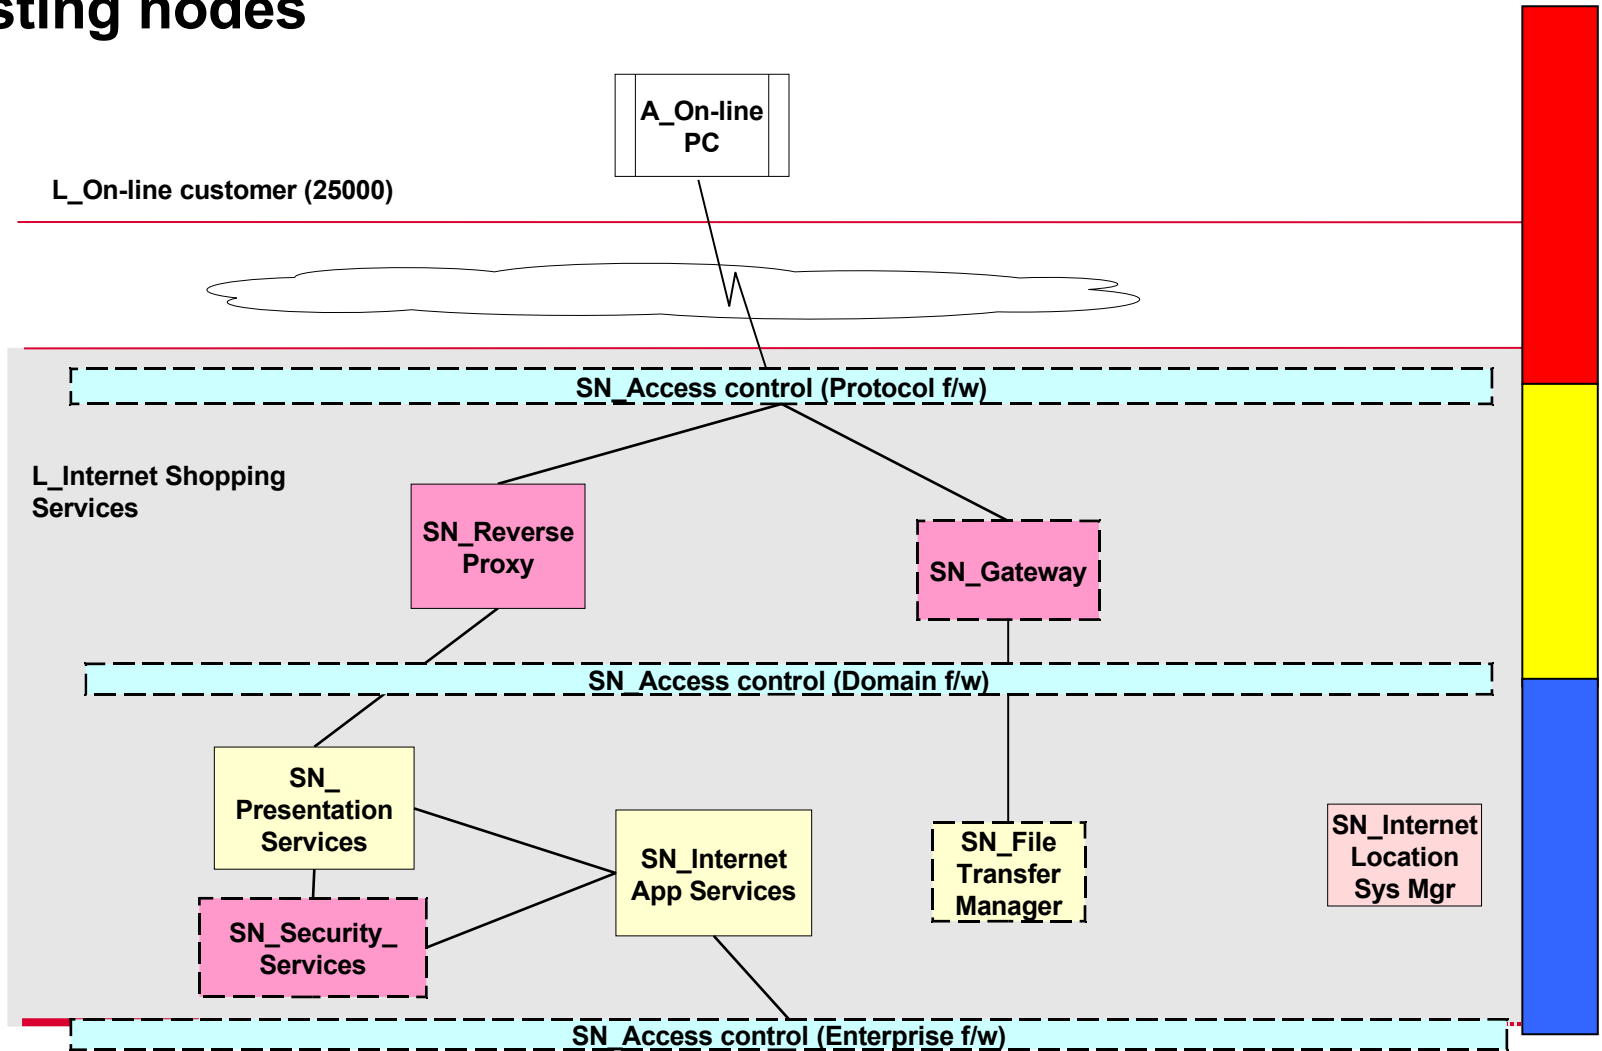 sting nodes
A_On-line
PC
L_On-line customer (25000)
SN_Access control (Protocol f/w)
L_Internet Shopping
Services
SN_Reverse
Proxy
SN_Gateway
SN_Access control (Domain f/w)
SN_
Presentation
Services
SN_Internet
App Services
SN_File
Transfer
Manager
SN_Internet
Location
Sys Mgr
SN_Security_
Services
SN_Access control (Enterprise f/w)